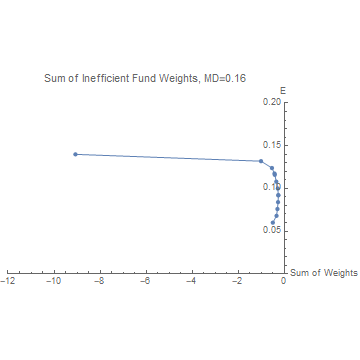 Sum of Inefficient Fund Weights, MD=0.16
E
0.20
0.15
0.10
0.05
Sum of Weights
−12 −10 −8 −6 −4 −2 0